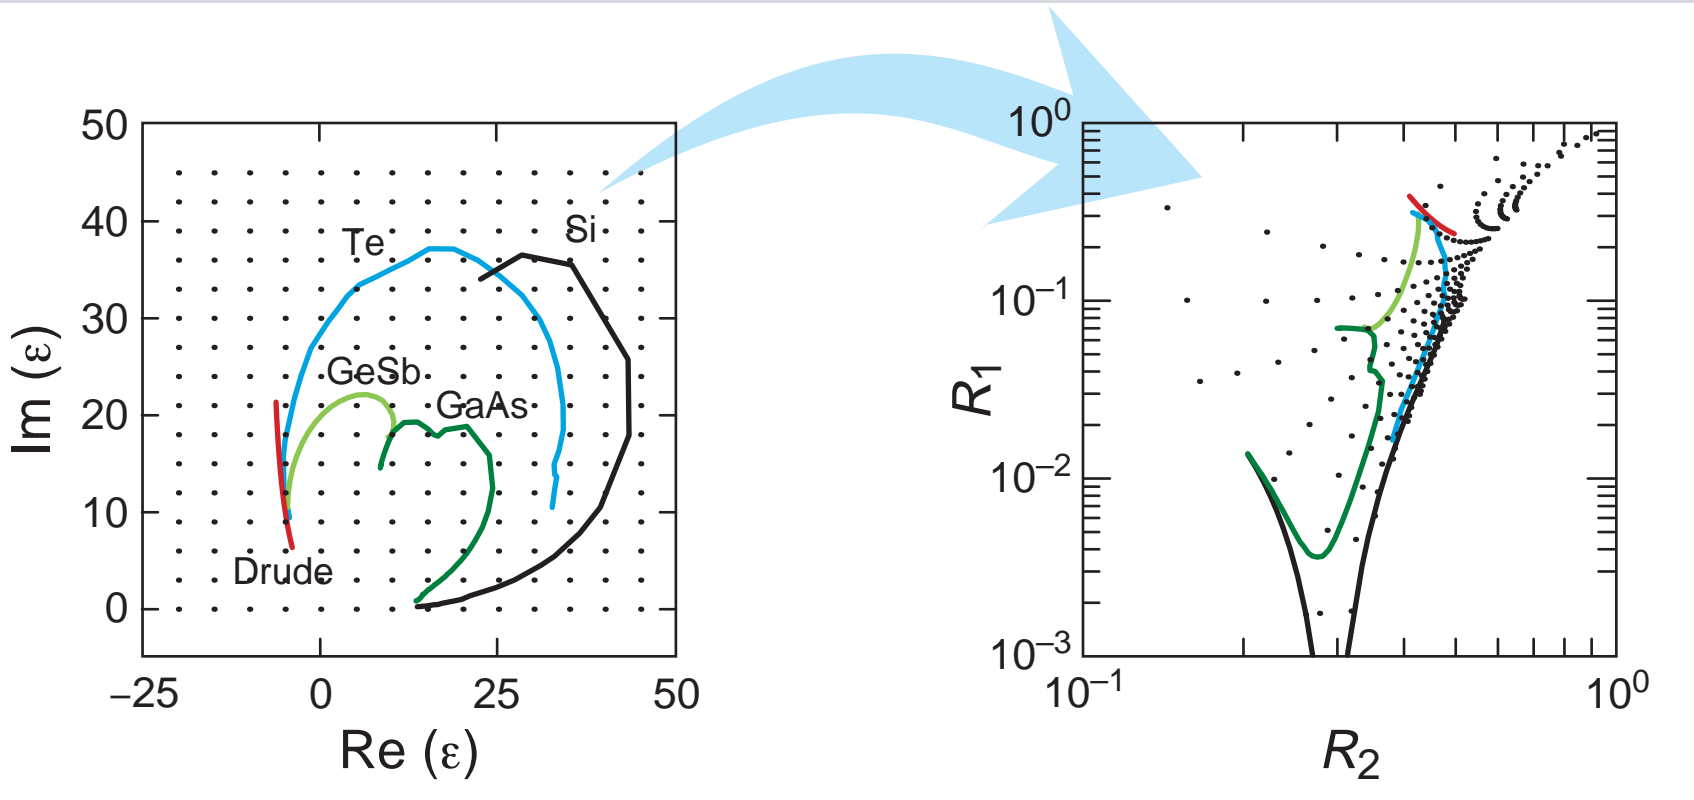 50
40
30
20
10
0
Im (ε)
Te
Si
GeSb
GaAs
Drude
−25
0
25
50
Re (ε)
10⁰
10⁻¹
10⁻²
10⁻³
R₁
10⁻¹
10⁰
R₂